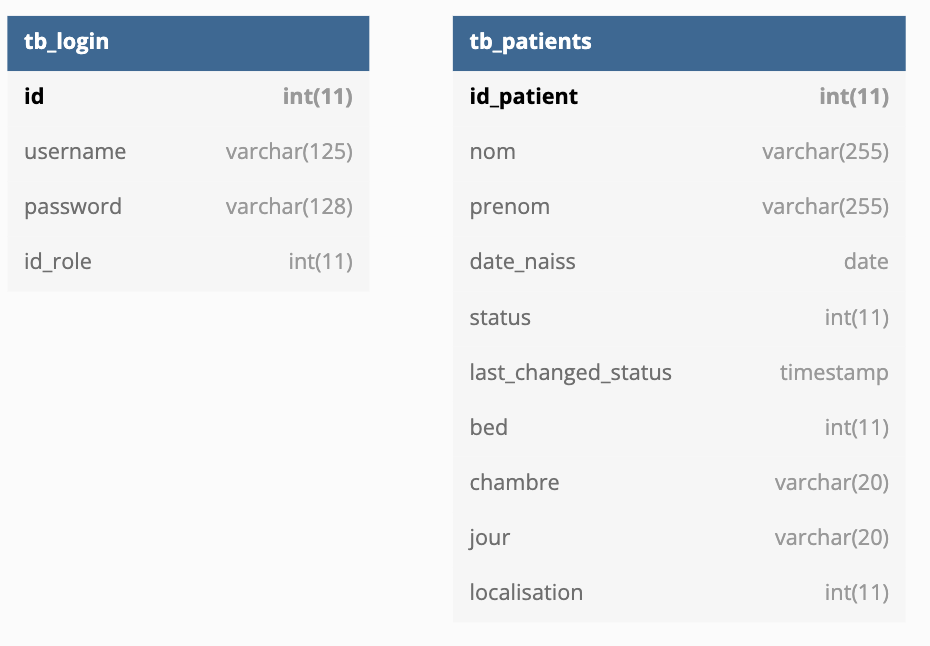 tb_login
id int(11)
username varchar(125)
password varchar(128)
id_role int(11)
tb_patients
id_patient int(11)
nom varchar(255)
prenom varchar(255)
date_naiss date
status int(11)
last_changed_status timestamp
bed int(11)
chambre varchar(20)
jour varchar(20)
localisation int(11)